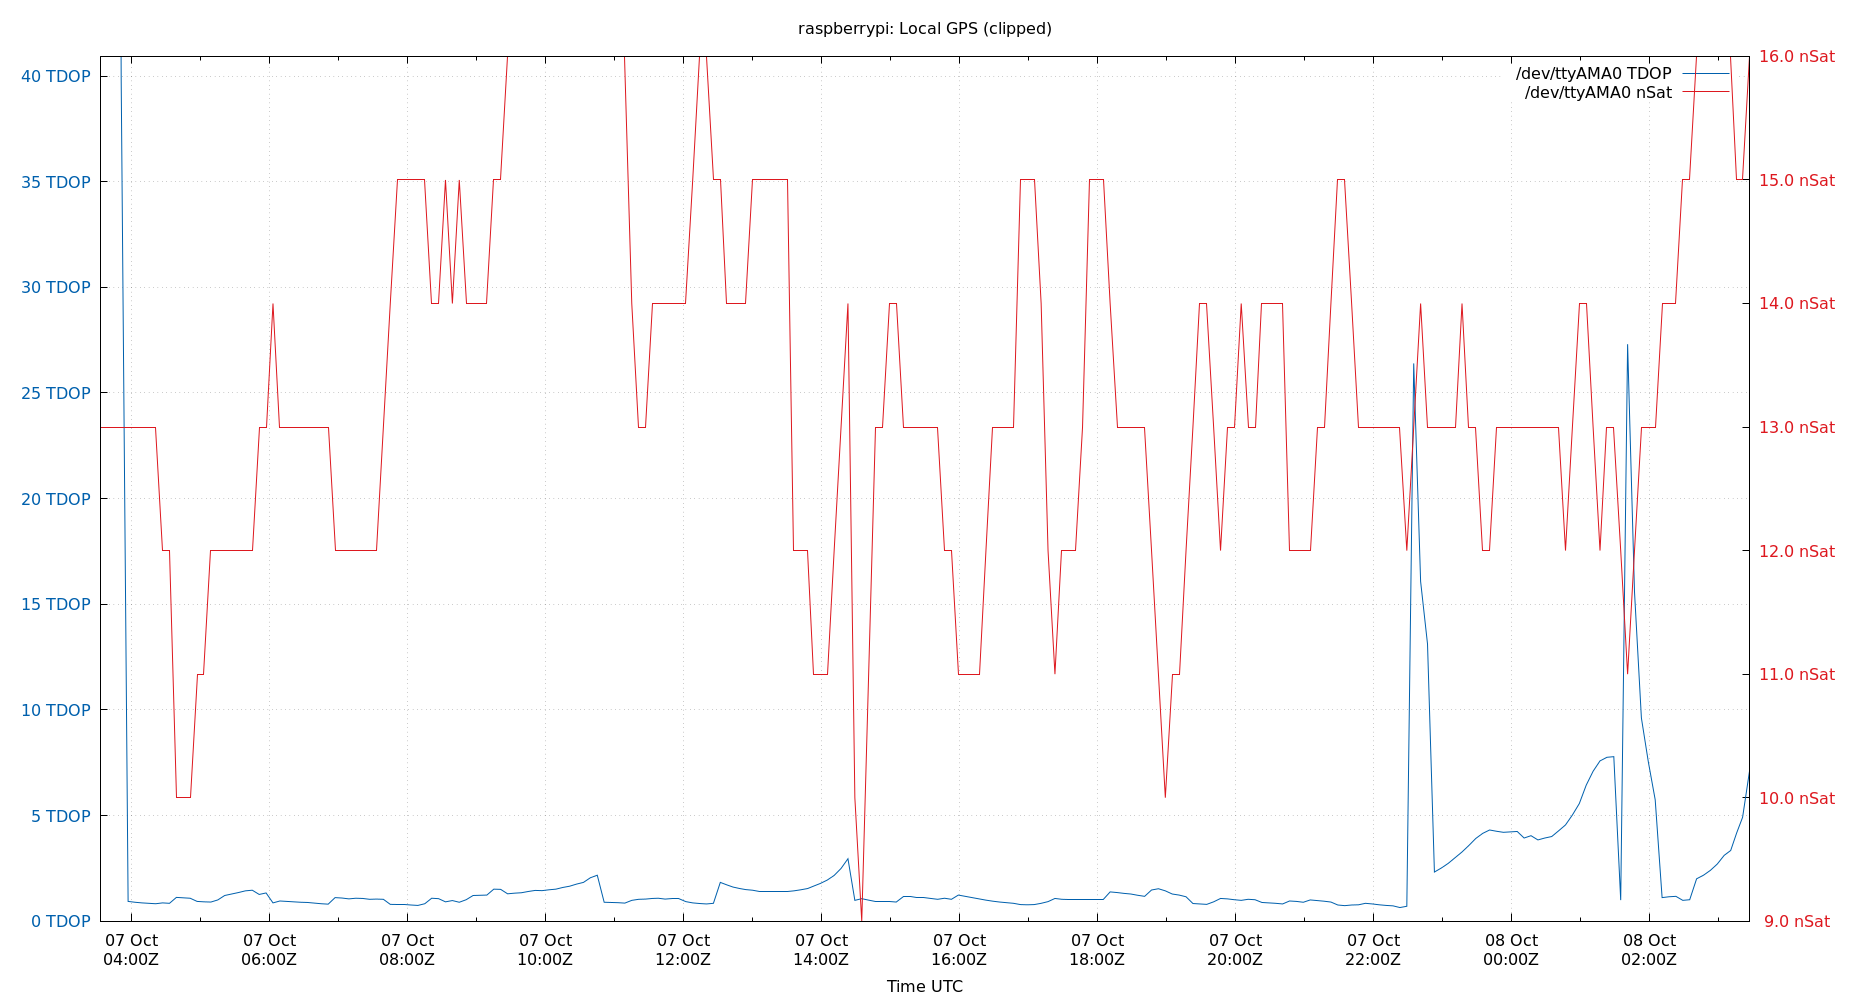 raspberrypi: Local GPS (clipped)
40 TDOP
35 TDOP
30 TDOP
25 TDOP
20 TDOP
15 TDOP
10 TDOP
5 TDOP
0 TDOP
/dev/ttyAMA0 TDOP
/dev/ttyAMA0 nSat
16.0 nSat
15.0 nSat
14.0 nSat
13.0 nSat
12.0 nSat
11.0 nSat
10.0 nSat
9.0 nSat
07 Oct 07 Oct 07 Oct 07 Oct 07 Oct 07 Oct 07 Oct 07 Oct 07 Oct 07 Oct 08 Oct 08 Oct
04:00Z 06:00Z 08:00Z 10:00Z 12:00Z 14:00Z 16:00Z 18:00Z 20:00Z 22:00Z 00:00Z 02:00Z
Time UTC